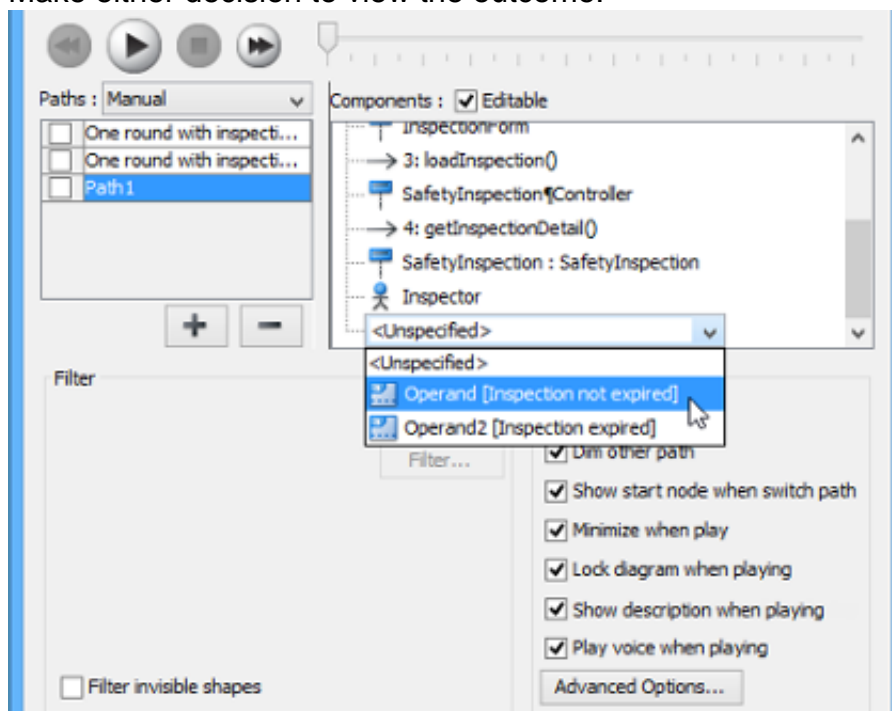 Make either decision to view the outcome.
Paths : Manual
Components : Editable
One round with inspecti...
One round with inspecti...
Path1
InspectionForm
3: loadInspection()
SafetyInspection¶Controller
4: getInspectionDetail()
SafetyInspection : SafetyInspection
Inspector
<Unspecified>
<Unspecified>
Operand [Inspection not expired]
Operand2 [Inspection expired]
Filter
Filter...
Dim other path
Show start node when switch path
Minimize when play
Lock diagram when playing
Show description when playing
Play voice when playing
Filter invisible shapes
Advanced Options...